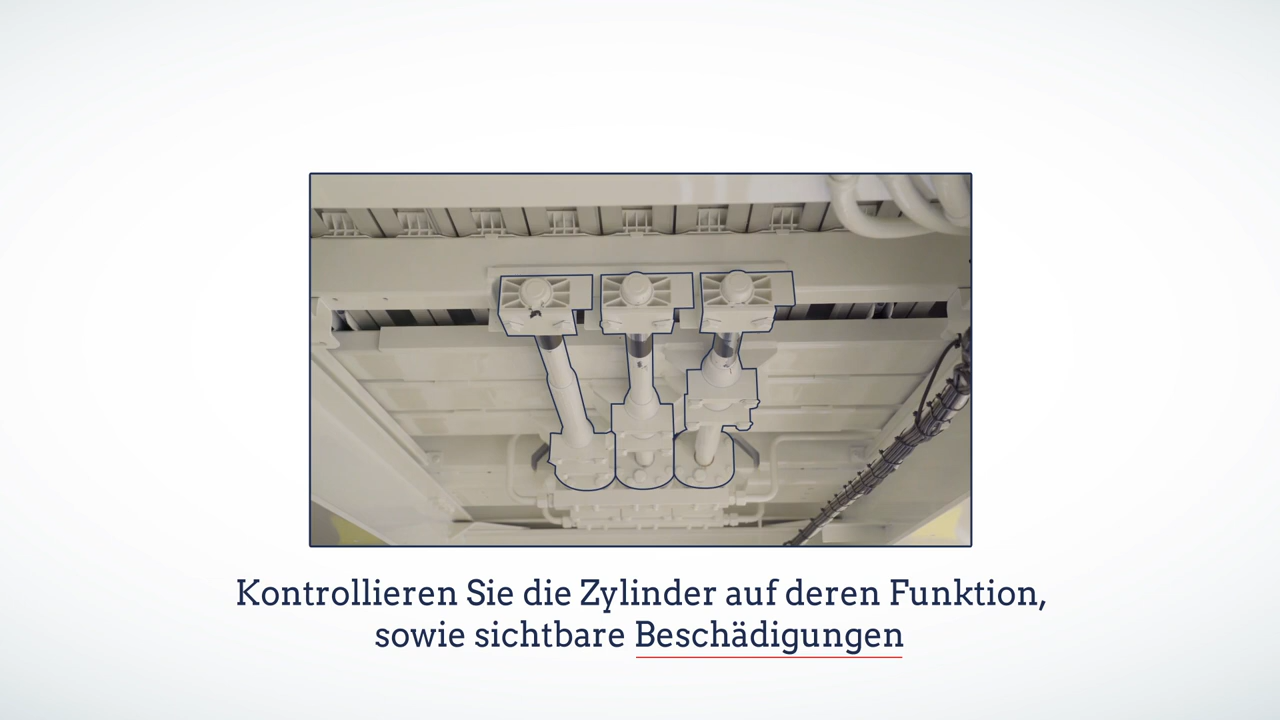 Kontrollieren Sie die Zylinder auf deren Funktion,
sowie sichtbare Beschädigungen